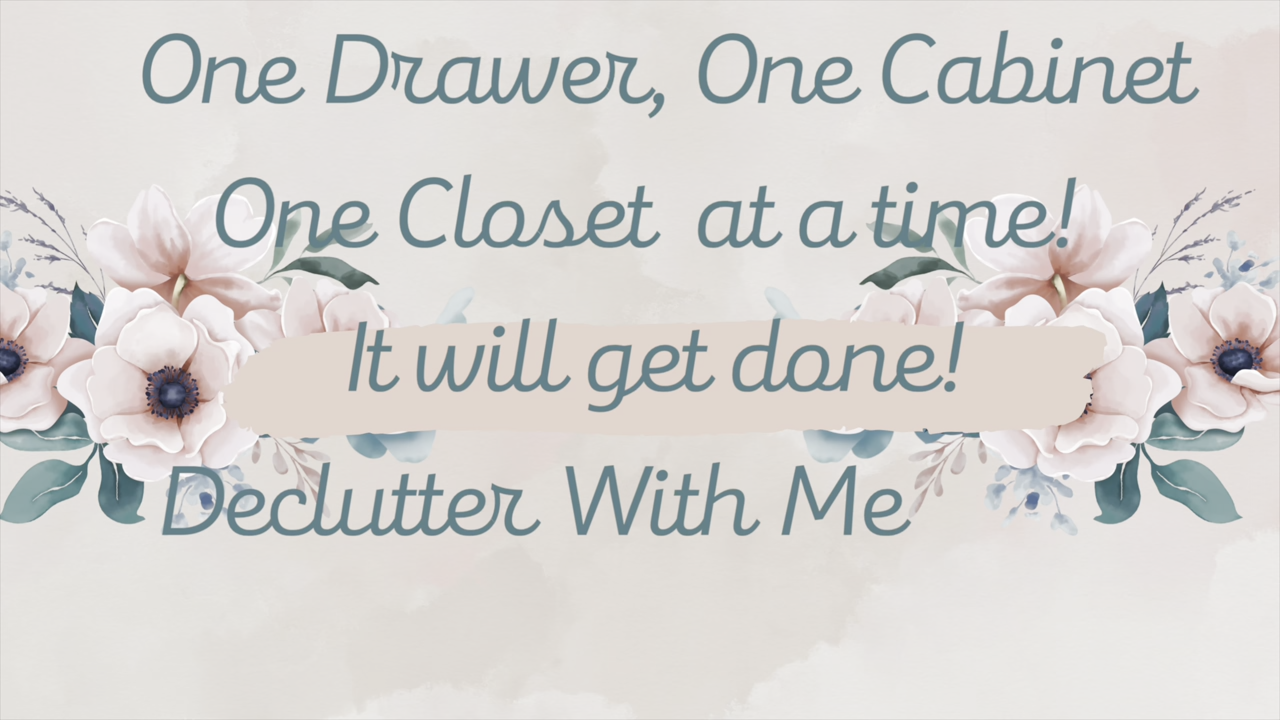 One Drawer, One Cabinet
One Closet at a time!
It will get done!
Declutter With Me